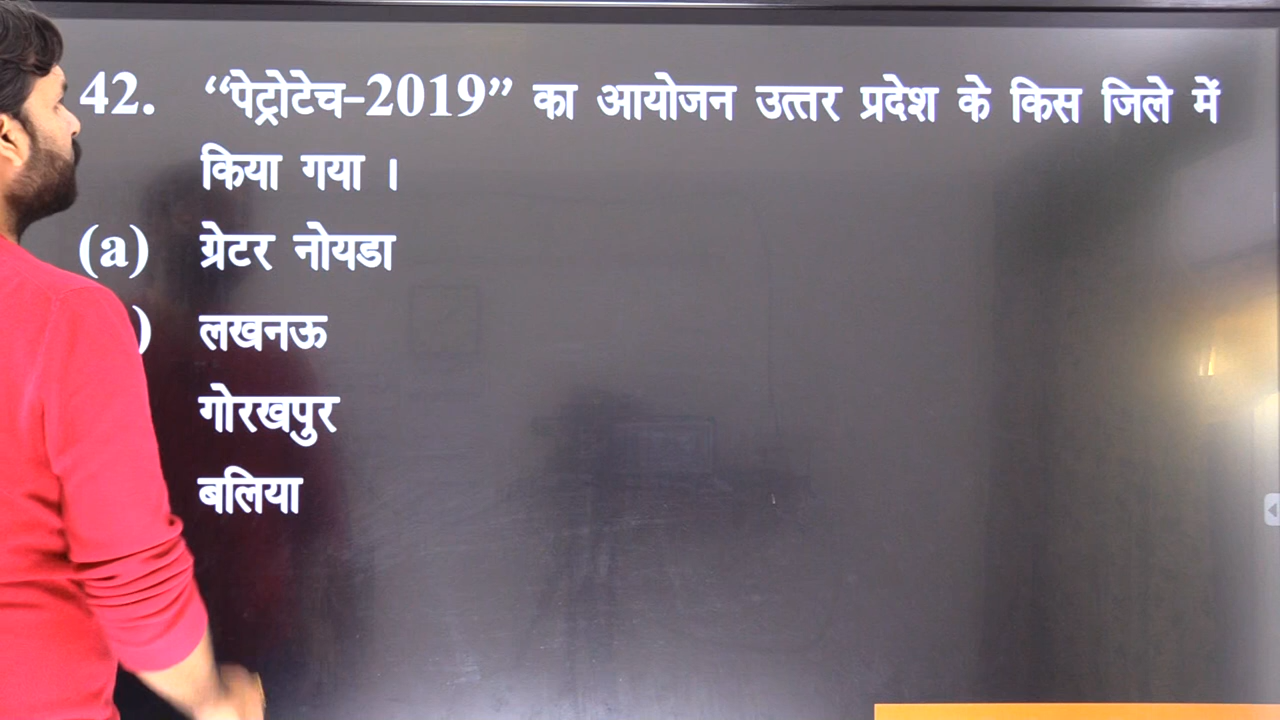 42. “पेट्रोटेच-2019” का आयोजन उत्तर प्रदेश के किस जिले में
किया गया ।
(a) ग्रेटर नोयडा
) लखनऊ
गोरखपुर
बलिया